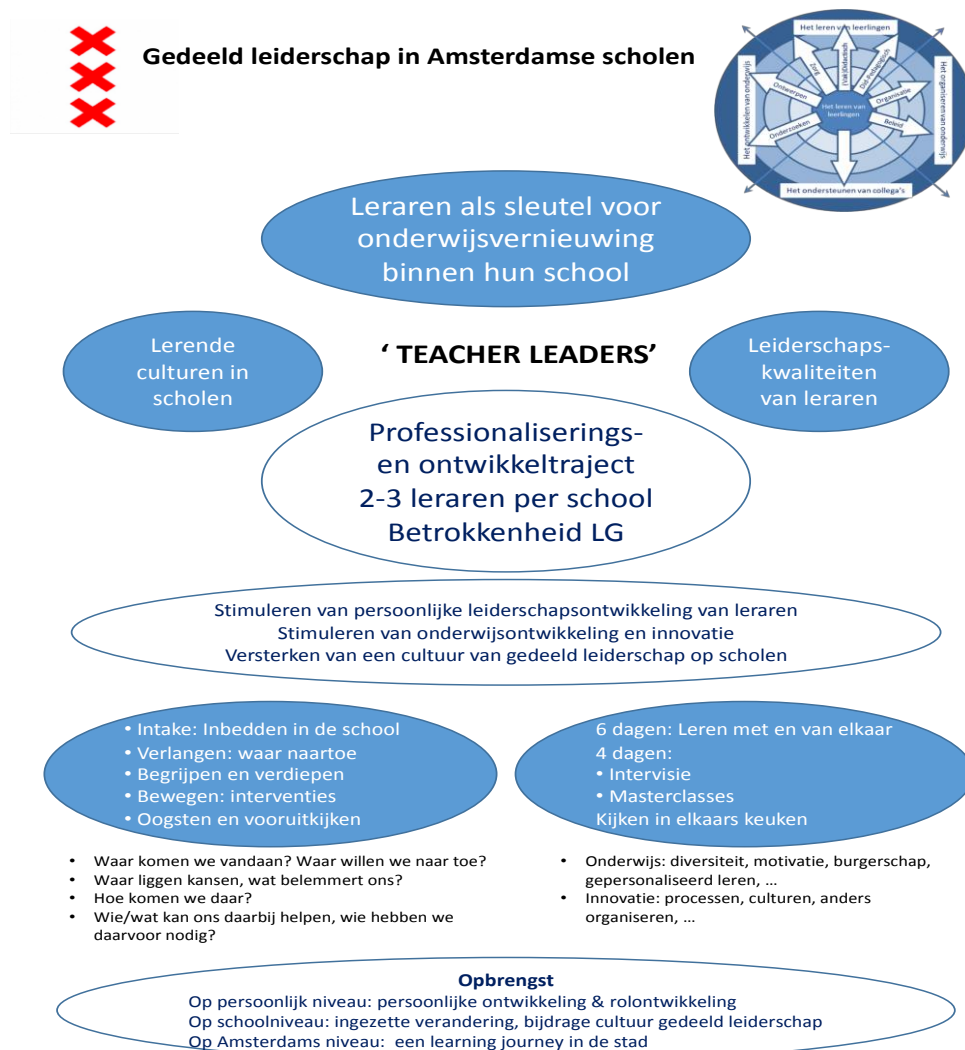 Gedeeld leiderschap in Amsterdamse scholen
Het leren van leerlingen
Het ontwikkelen van onderwijs
Het organiseren van onderwijs
Zorg
(Vak)Didactisch
Did-Pedagogisch
Ontwerpen
Organisatie
Het leren van
leerlingen
Onderzoeken
Beleid
Het ondersteunen van collega's
Leraren als sleutel voor
onderwijsvernieuwing
binnen hun school
Lerende
culturen in
scholen
‘ TEACHER LEADERS’
Leiderschaps-
kwaliteiten
van leraren
Professionaliserings-
en ontwikkeltraject
2-3 leraren per school
Betrokkenheid LG
Stimuleren van persoonlijke leiderschapsontwikkeling van leraren
Stimuleren van onderwijsontwikkeling en innovatie
Versterken van een cultuur van gedeeld leiderschap op scholen
• Intake: Inbedden in de school
• Verlangen: waar naartoe
• Begrijpen en verdiepen
• Bewegen: interventies
• Oogsten en vooruitkijken
6 dagen: Leren met en van elkaar
4 dagen:
• Intervisie
• Masterclasses
Kijken in elkaars keuken
• Waar komen we vandaan? Waar willen we naar toe?
• Waar liggen kansen, wat belemmert ons?
• Hoe komen we daar?
• Wie/wat kan ons daarbij helpen, wie hebben we
daarvoor nodig?
• Onderwijs: diversiteit, motivatie, burgerschap,
gepersonaliseerd leren, ...
• Innovatie: processen, culturen, anders
organiseren, ...
Opbrengst
Op persoonlijk niveau: persoonlijke ontwikkeling & rolontwikkeling
Op schoolniveau: ingezette verandering, bijdrage cultuur gedeeld leiderschap
Op Amsterdams niveau: een learning journey in de stad